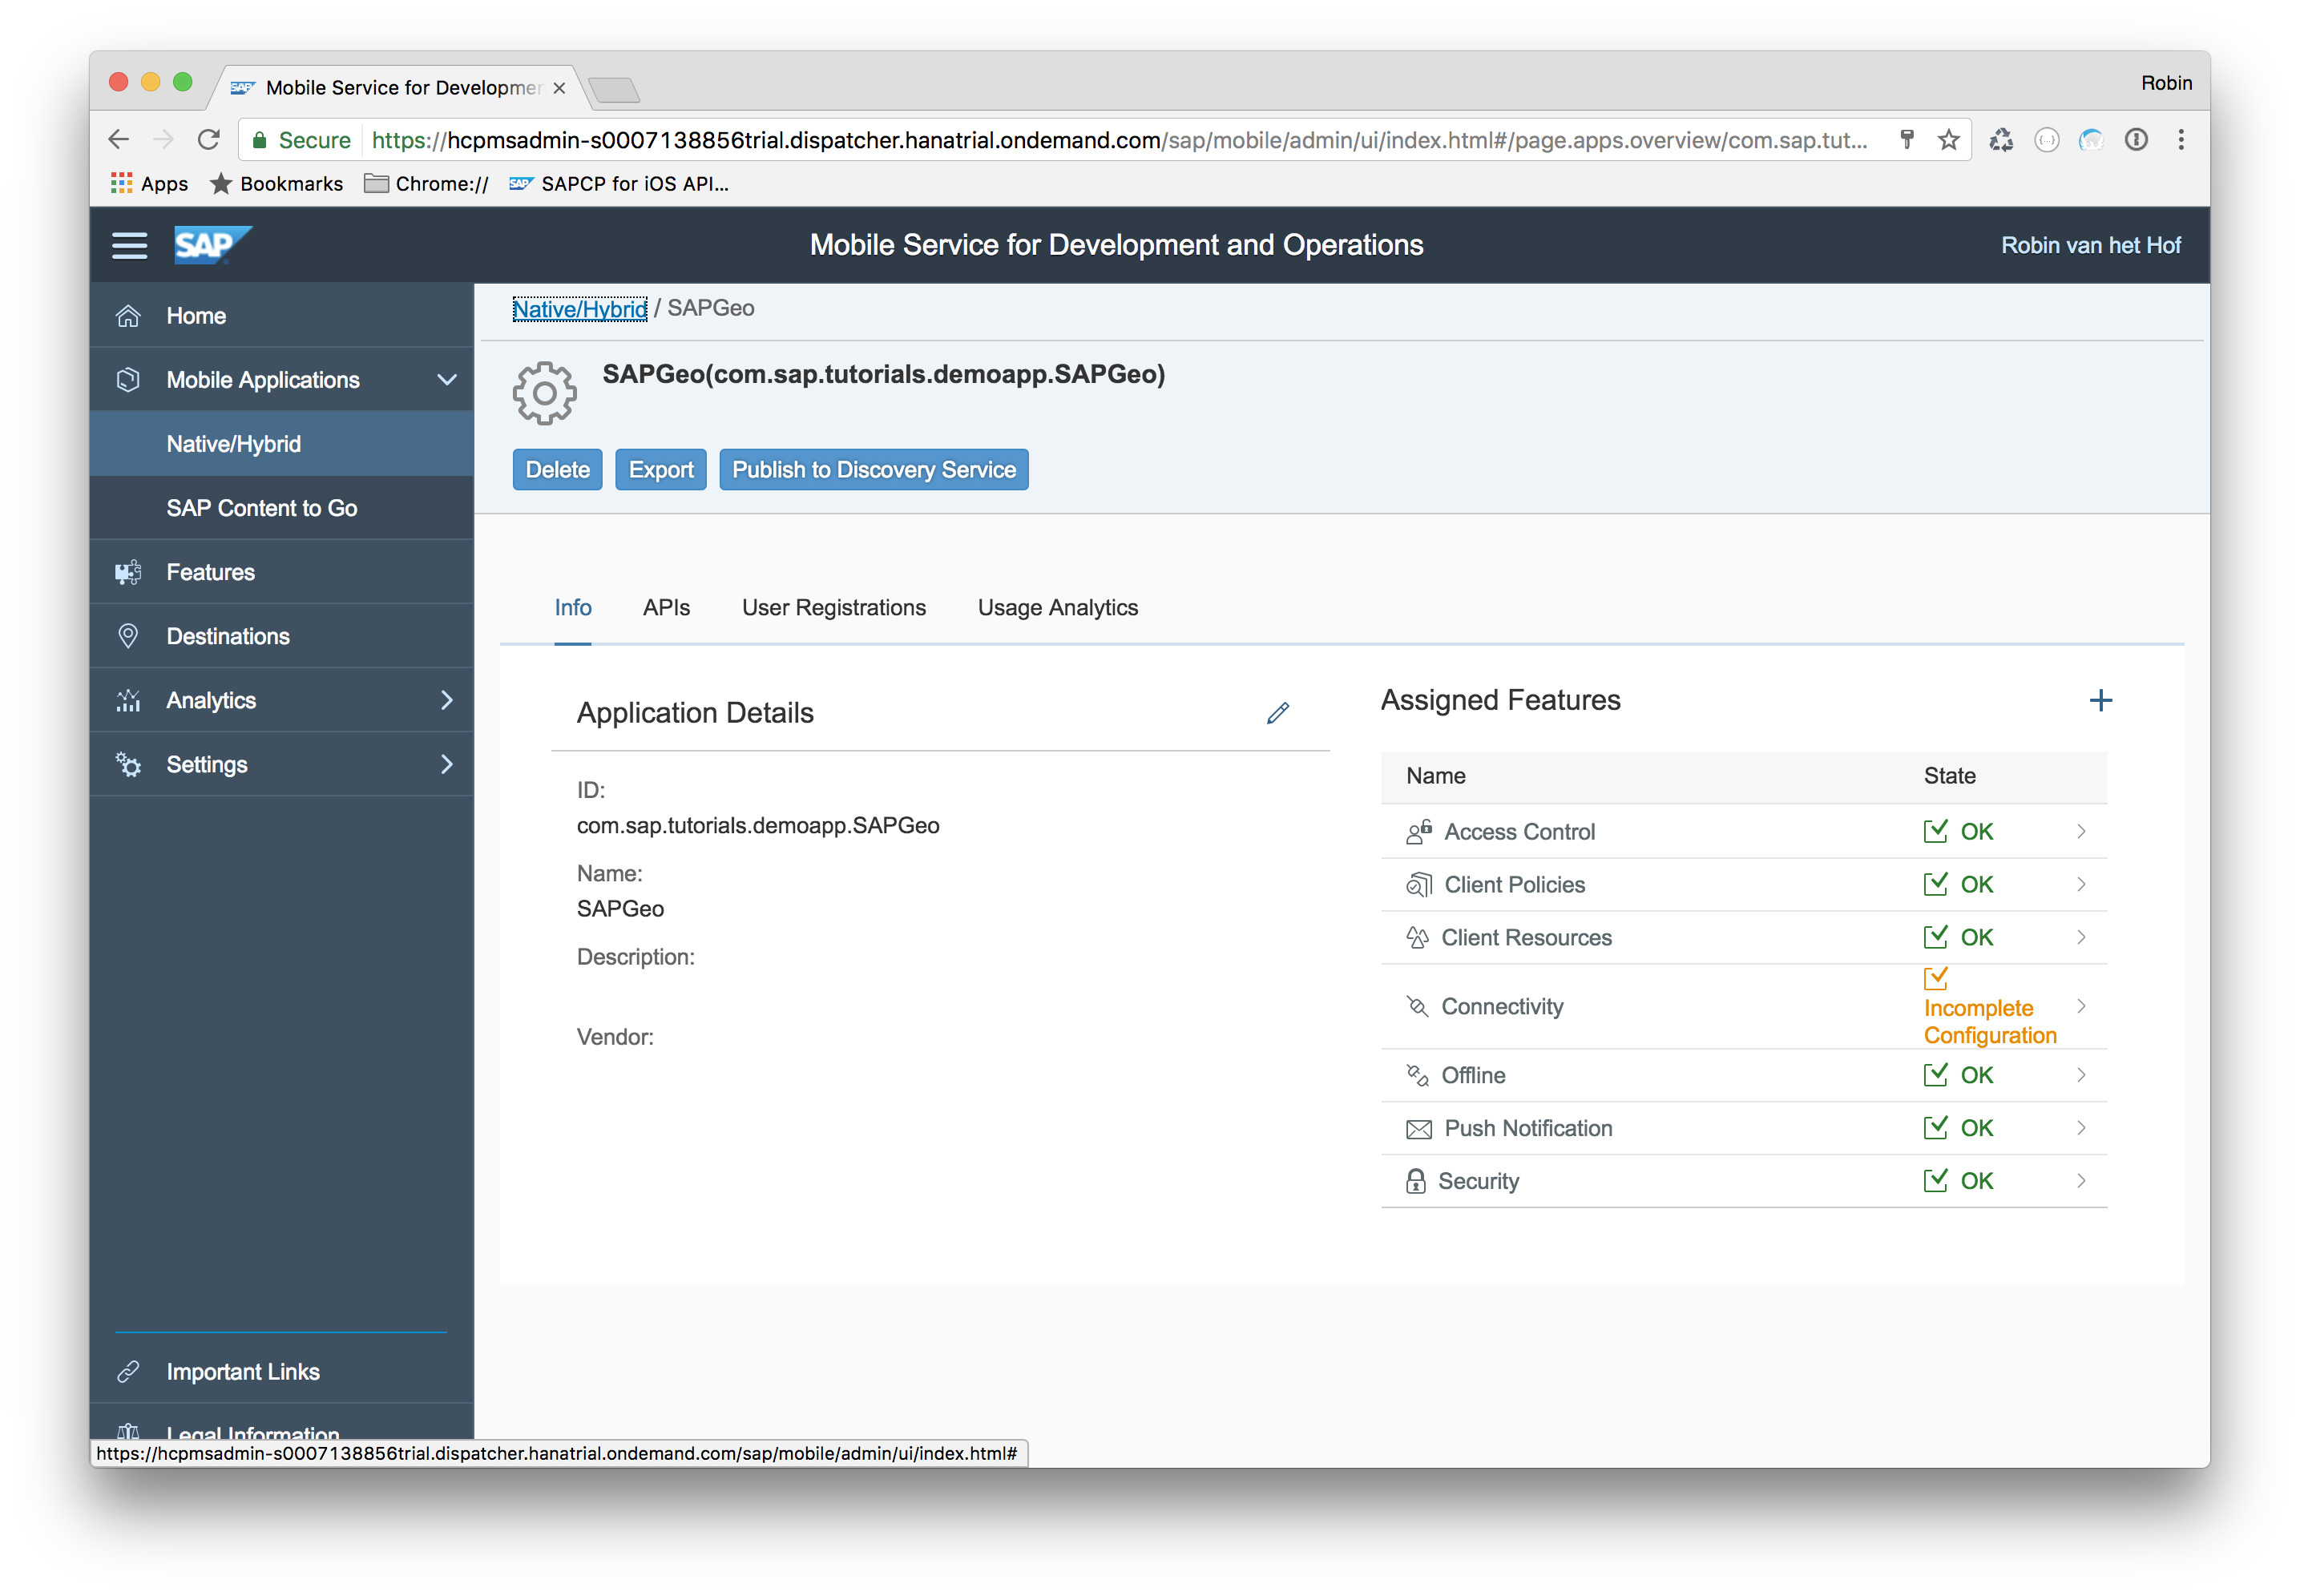 Mobile Service for Developmen
Robin
Secure https://hcpmsadmin-s0007138856trial.dispatcher.hanatrial.ondemand.com/sap/mobile/admin/ui/index.html#/page.apps.overview/com.sap.tut...
Apps Bookmarks Chrome:// SAP SAPCP for iOS API...
SAP Mobile Service for Development and Operations Robin van het Hof
Home
Mobile Applications
Native/Hybrid
SAP Content to Go
Features
Destinations
Analytics
Settings
Important Links
Legal Information
Native/Hybrid / SAPGeo
SAPGeo(com.sap.tutorials.demoapp.SAPGeo)
Delete Export Publish to Discovery Service
Info APIs User Registrations Usage Analytics
Application Details
ID:
com.sap.tutorials.demoapp.SAPGeo
Name:
SAPGeo
Description:
Vendor:
Assigned Features
Name State
Access Control OK
Client Policies OK
Client Resources OK
Connectivity Incomplete
Configuration
Offline OK
Push Notification OK
Security OK
https://hcpmsadmin-s0007138856trial.dispatcher.hanatrial.ondemand.com/sap/mobile/admin/ui/index.html#